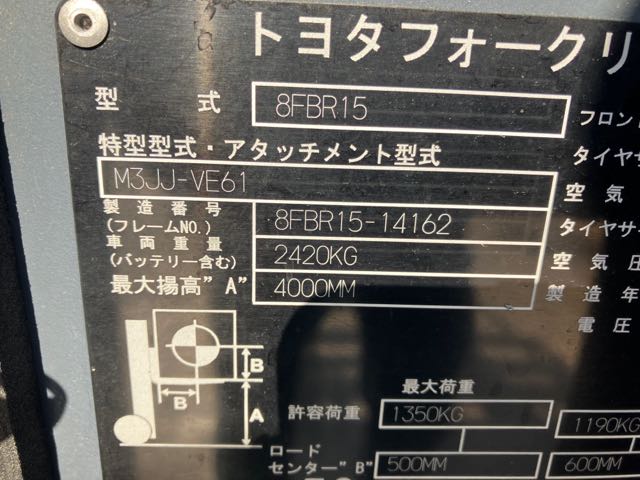 トヨタフォークリ
型 式 8FBR15 フロント
特型型式・アタッチメント型式 タイヤサ
M3JJ-VE61 空 気
製造番号
(フレームNO.) 8FBR15-14162 タイヤサイ
車両重量
(バッテリー含む) 2420KG 空 気 圧
最大揚高"A" 4000MM 製 造 年
電 圧
B
B
A
最大荷重
許容荷重 1350KG 1190KG
ロード
センター"B" 500MM 600MM